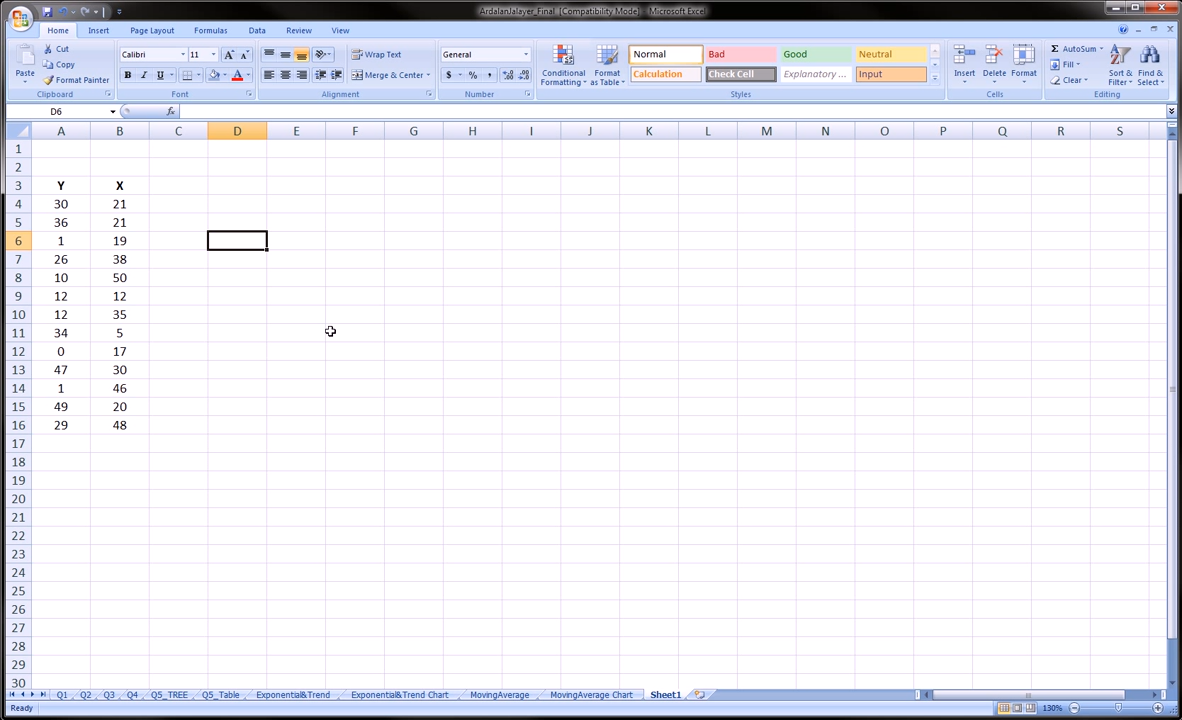 ArdalanJalayer_Final [Compatibility Mode] - Microsoft Excel
Home Insert Page Layout Formulas Data Review View
Paste
Cut
Copy
Format Painter
Clipboard
Calibri 11
B I U
Font
Wrap Text
Merge & Center
Alignment
General
$ % ,
Number
Conditional Formatting
Format as Table
Normal Bad Good Neutral
Calculation Check Cell Explanatory ... Input
Styles
Insert Delete Format
Cells
Σ AutoSum
Fill
Clear
Sort & Filter
Find & Select
Editing
D6 fx
A B C D E F G H I J K L M N O P Q R S
1
2
3 Y X
4 30 21
5 36 21
6 1 19
7 26 38
8 10 50
9 12 12
10 12 35
11 34 5
12 0 17
13 47 30
14 1 46
15 49 20
16 29 48
17
18
19
20
21
22
23
24
25
26
27
28
29
30
Q1 Q2 Q3 Q4 Q5_TREE Q5_Table Exponential&Trend Exponential&Trend Chart MovingAverage MovingAverage Chart Sheet1
Ready 130%